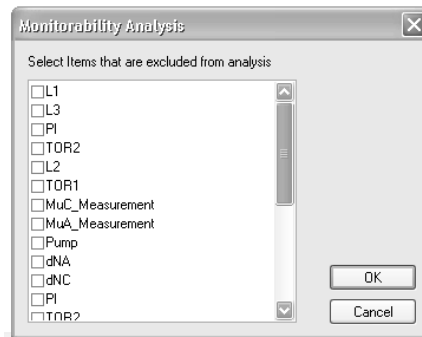 Monitorability Analysis
Select Items that are excluded from analysis
L1
L3
PI
TOR2
L2
TOR1
MuC_Measurement
MuA_Measurement
Pump
dNA
dNC
PI
TOR2
OK
Cancel